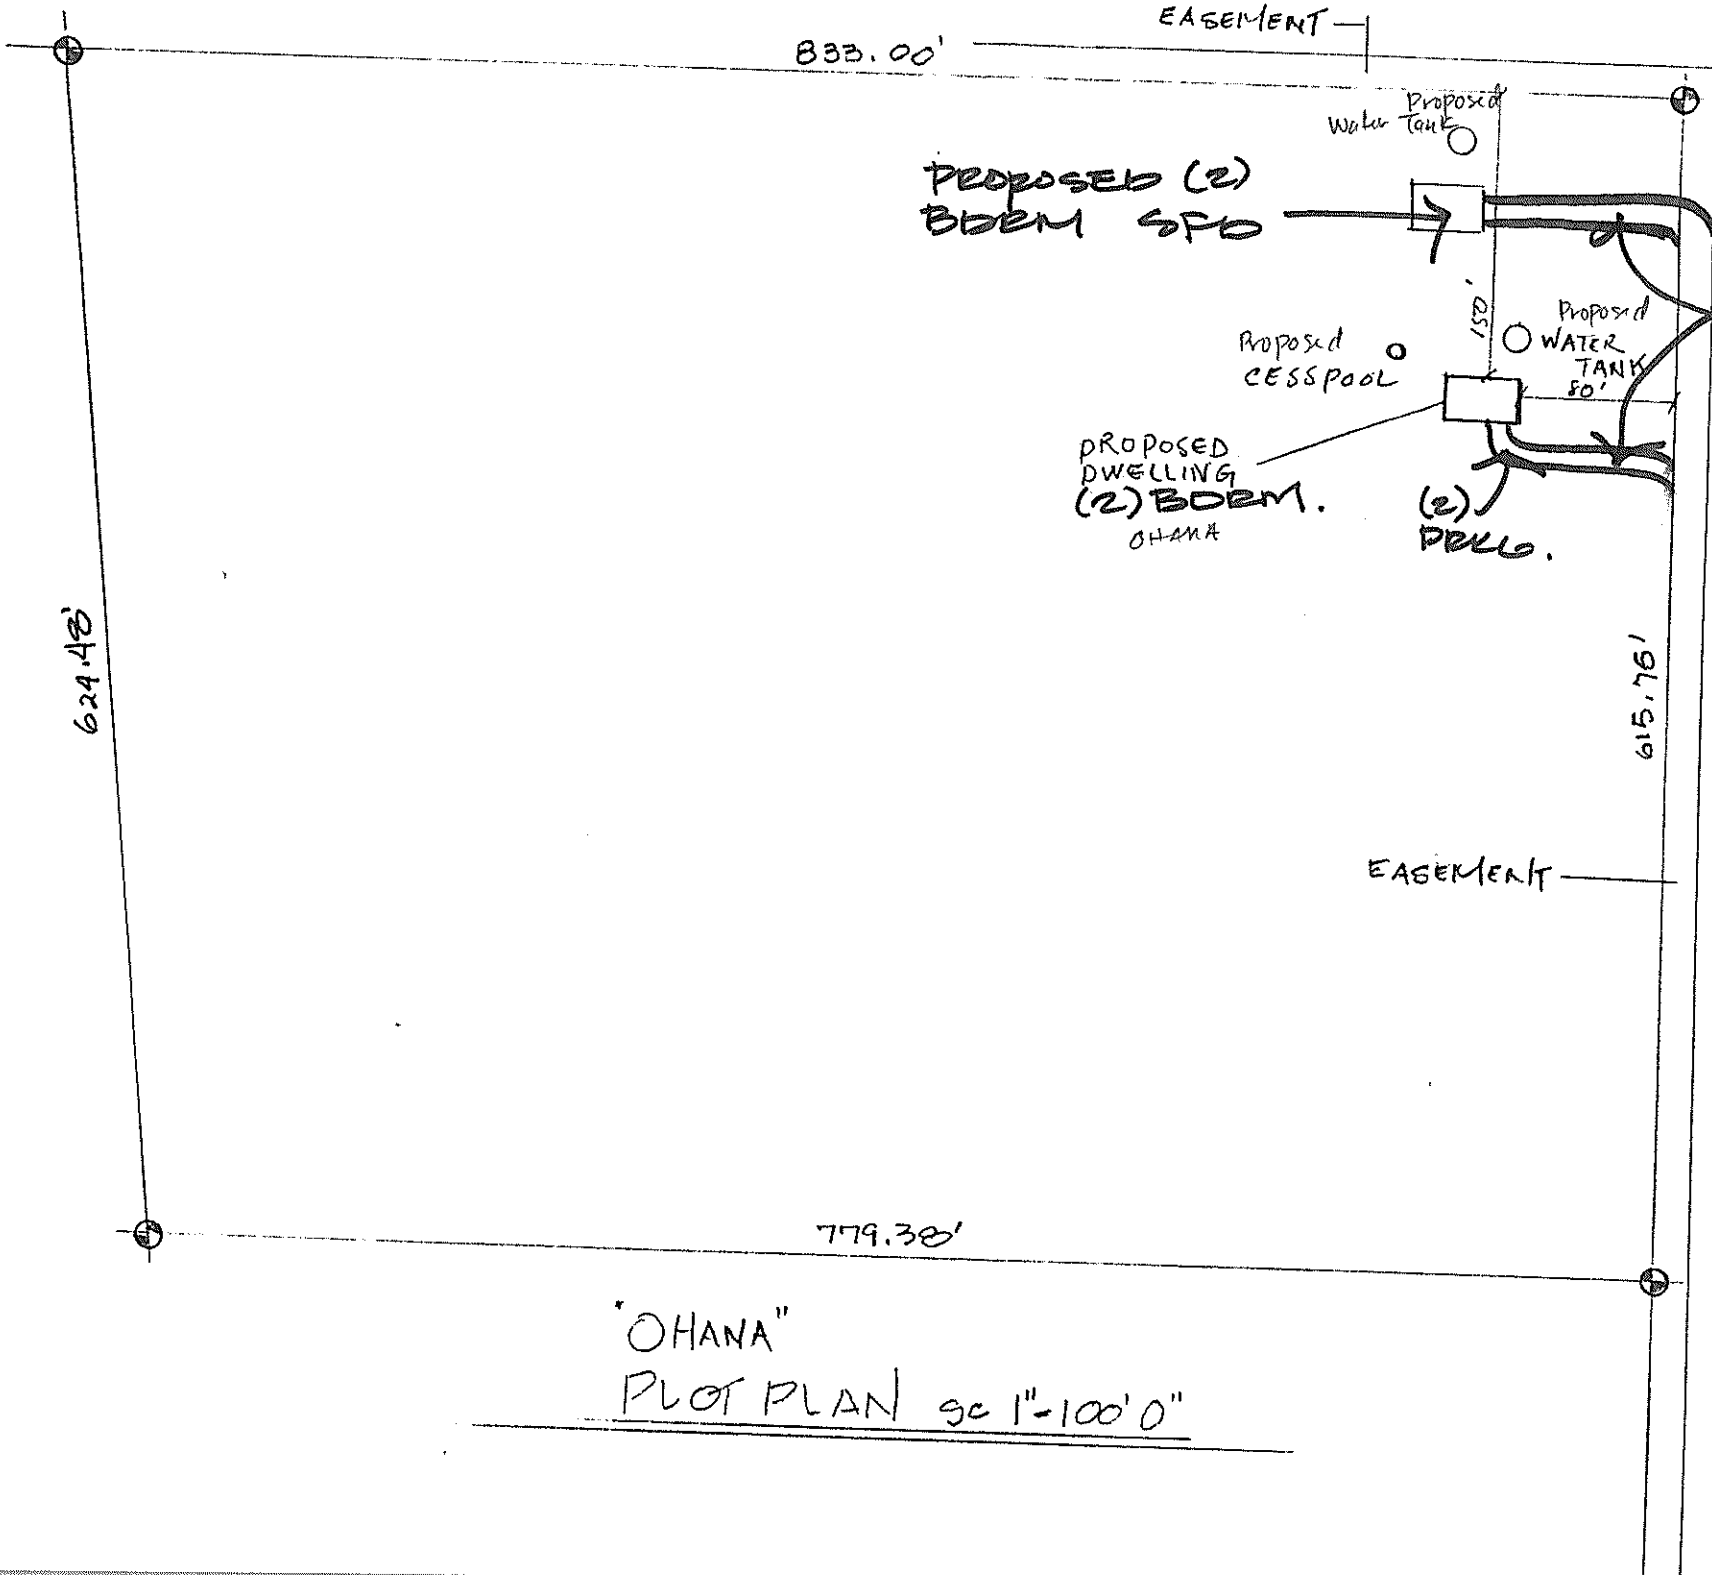 EASEMENT
833.00'
Proposed
Water Tank
PROPOSED (2)
BDRM SFD
150'
Proposed
WATER
TANK
80'
Proposed
CESSPOOL
PROPOSED
DWELLING
(2) BDRM.
OHANA
(2)
PRKG.
624.48'
615.76'
EASEMENT
779.38'
"OHANA"
PLOT PLAN sc 1"-100'0"